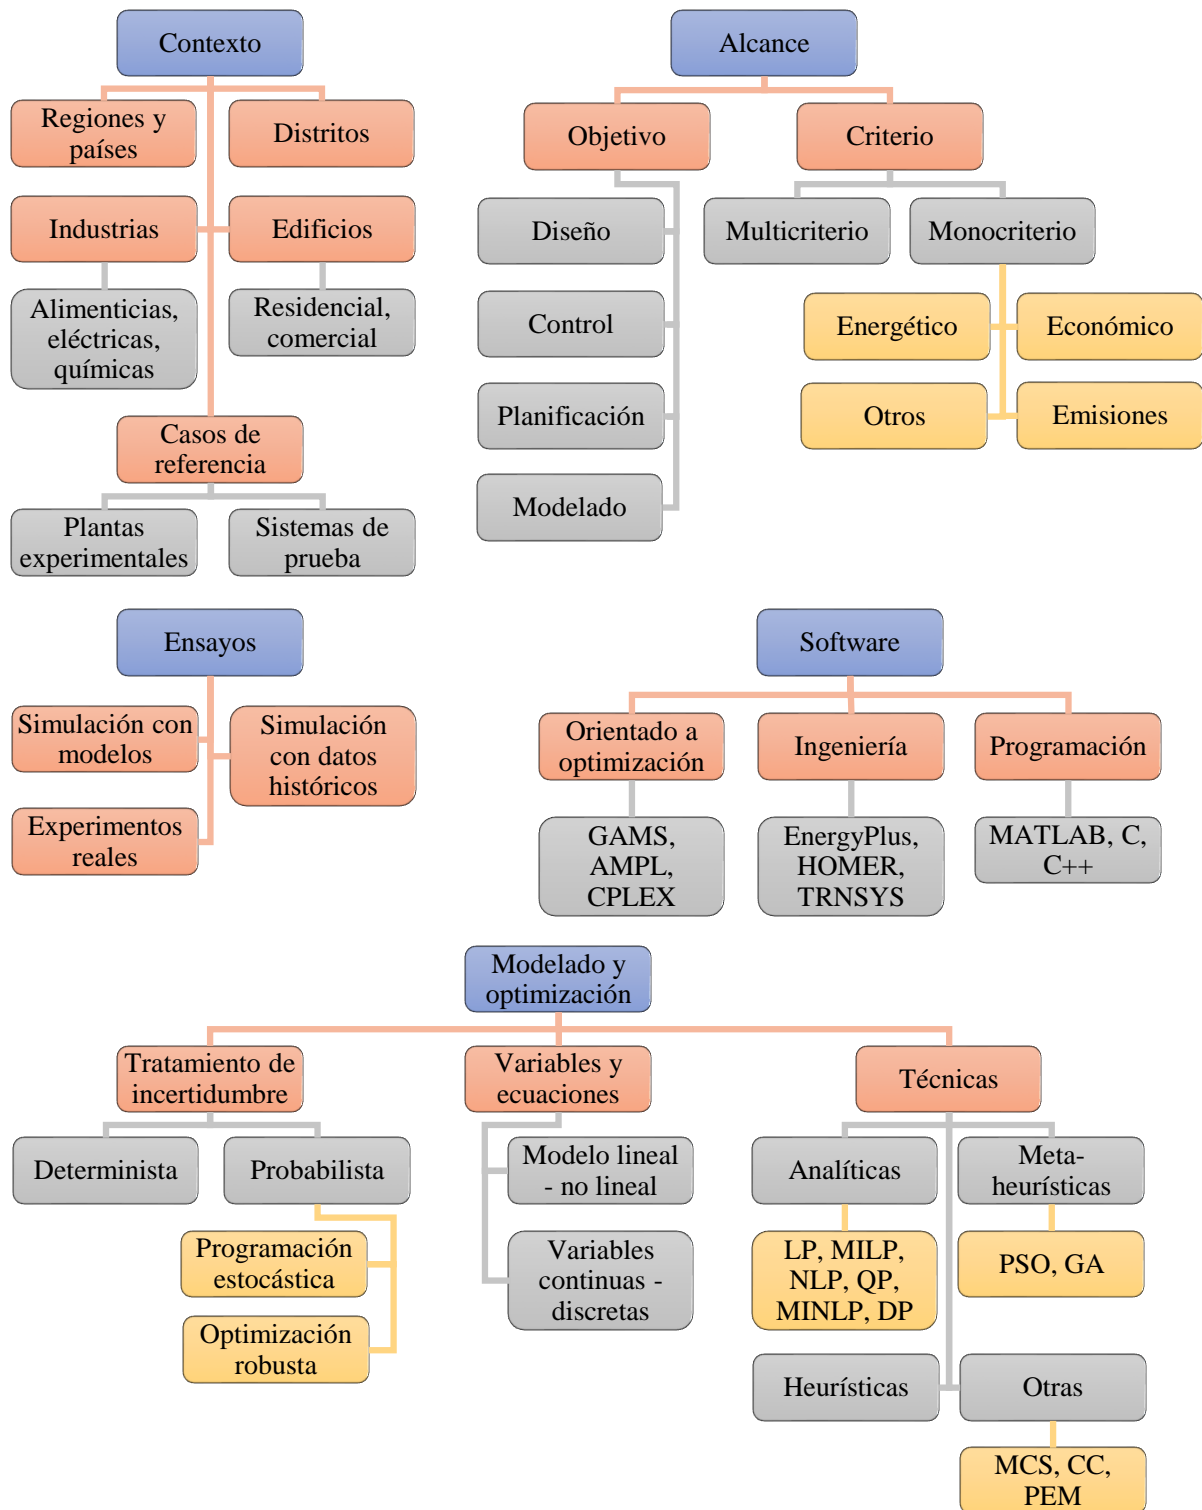 Contexto
Regiones y
países
Distritos
Industrias
Edificios
Alimenticias,
eléctricas,
químicas
Residencial,
comercial
Casos de
referencia
Plantas
experimentales
Sistemas de
prueba
Alcance
Objetivo
Criterio
Diseño
Control
Planificación
Modelado
Multicriterio
Monocriterio
Energético
Económico
Otros
Emisiones
Ensayos
Simulación con
modelos
Simulación
con datos
históricos
Experimentos
reales
Software
Orientado a
optimización
Ingeniería
Programación
GAMS,
AMPL,
CPLEX
EnergyPlus,
HOMER,
TRNSYS
MATLAB, C,
C++
Modelado y
optimización
Tratamiento de
incertidumbre
Variables y
ecuaciones
Técnicas
Determinista
Probabilista
Programación
estocástica
Optimización
robusta
Modelo lineal
- no lineal
Variables
continuas -
discretas
Analíticas
Meta-
heurísticas
LP, MILP,
NLP, QP,
MINLP, DP
PSO, GA
Heurísticas
Otras
MCS, CC,
PEM